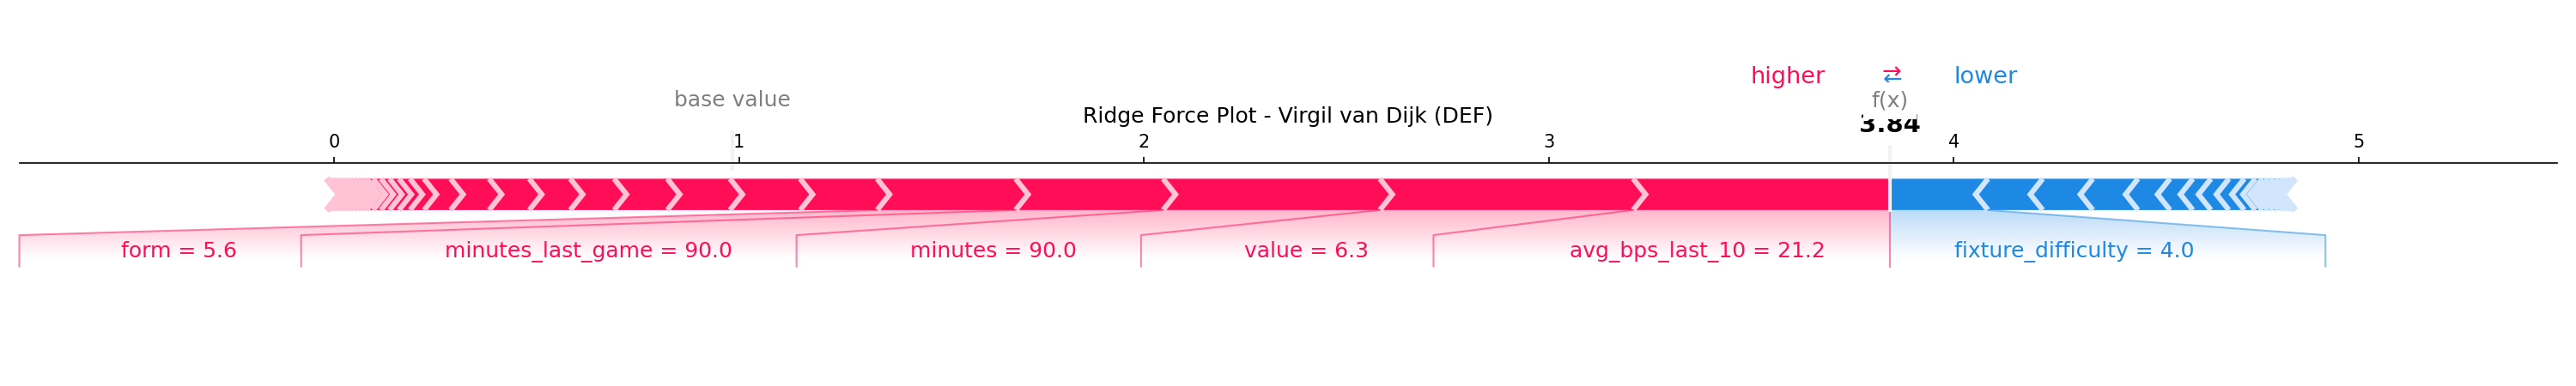 higher ⇄ lower
base value
f(x)
Ridge Force Plot - Virgil van Dijk (DEF)
3.84
0 1 2 3 4 5
form = 5.6
minutes_last_game = 90.0
minutes = 90.0
value = 6.3
avg_bps_last_10 = 21.2
fixture_difficulty = 4.0